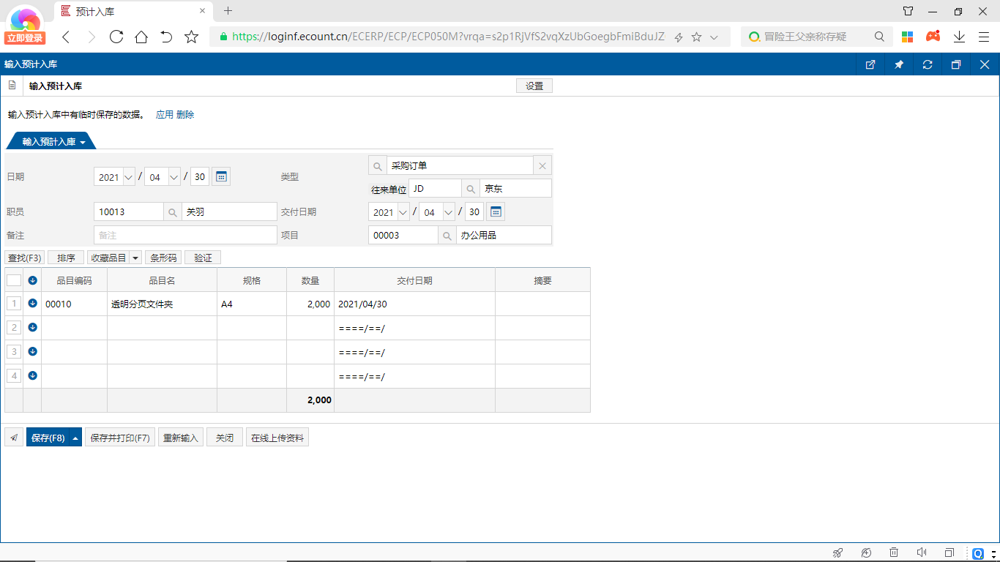 预计入库
立即登录
https://loginf.ecount.cn/ECERP/ECP/ECP050M?vrqa=s2p1RjVfS2vqXzUbGoegbFmiBduJZ
冒险王父亲称存疑
输入预计入库
输入预计入库
设置
输入预计入库中有临时保存的数据。 应用 删除
輸入預計入库
日期 2021 / 04 / 30 类型 采购订单
往来单位 JD 京东
职员 10013 关羽 交付日期 2021 / 04 / 30
备注 备注 项目 00003 办公用品
查找(F3) 排序 收藏品目 条形码 验证
品目编码 品目名 规格 数量 交付日期 摘要
1 00010 透明分页文件夹 A4 2,000 2021/04/30
2 ====/==/
3 ====/==/
4 ====/==/
2,000
保存(F8) 保存并打印(F7) 重新输入 关闭 在线上传资料